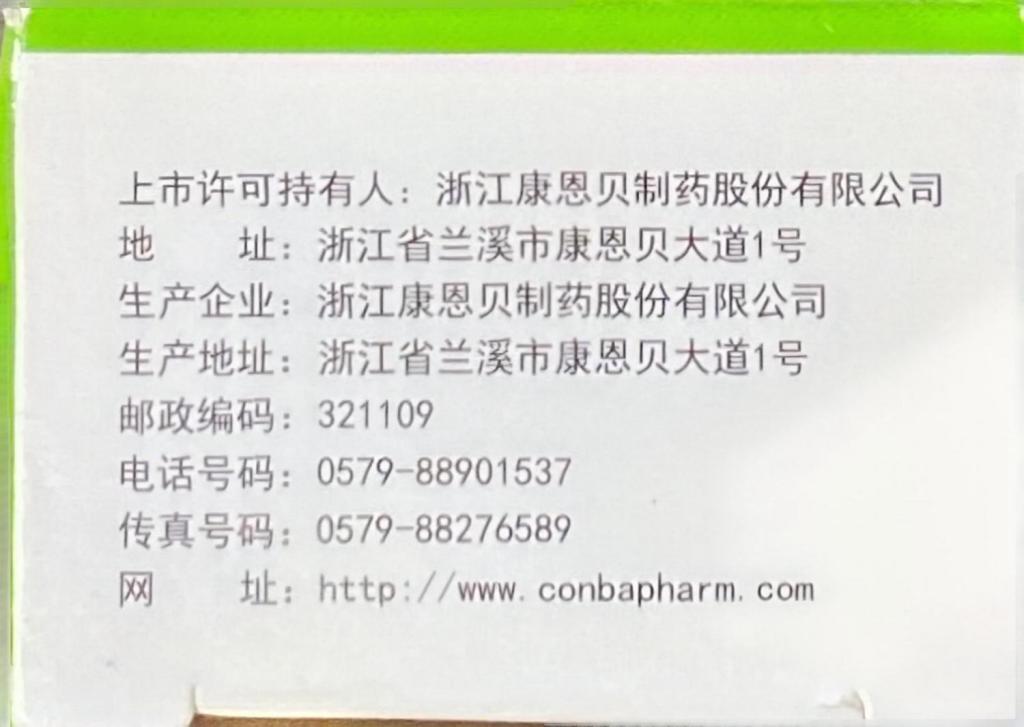 上市许可持有人：浙江康恩贝制药股份有限公司
地　　址：浙江省兰溪市康恩贝大道1号
生产企业：浙江康恩贝制药股份有限公司
生产地址：浙江省兰溪市康恩贝大道1号
邮政编码：321109
电话号码：0579-88901537
传真号码：0579-88276589
网　　址：http://www.conbapharm.com